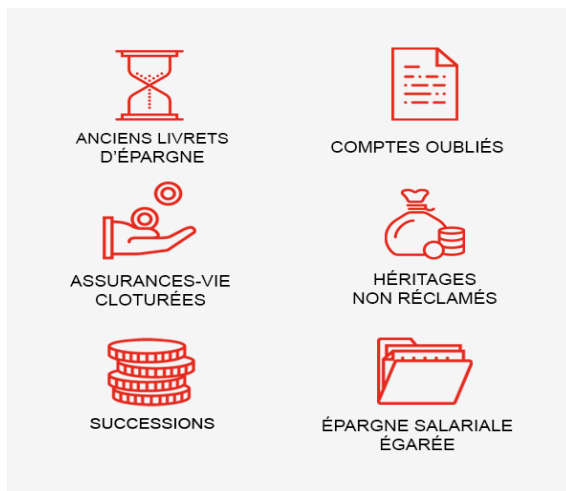 ANCIENS LIVRETS
D'ÉPARGNE
COMPTES OUBLIÉS
ASSURANCES-VIE
CLOTURÉES
HÉRITAGES
NON RÉCLAMÉS
SUCCESSIONS
ÉPARGNE SALARIALE
ÉGARÉE